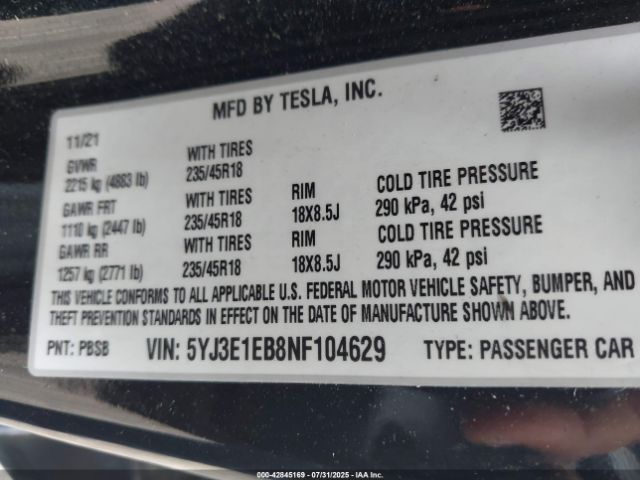 MFD BY TESLA, INC.
11/21
GVWR WITH TIRES
2215 kg (4883 lb) 235/45R18
GAWR FRT WITH TIRES RIM COLD TIRE PRESSURE
1110 kg (2447 lb) 235/45R18 18X8.5J 290 kPa, 42 psi
GAWR RR WITH TIRES RIM COLD TIRE PRESSURE
1257 kg (2771 lb) 235/45R18 18X8.5J 290 kPa, 42 psi
THIS VEHICLE CONFORMS TO ALL APPLICABLE U.S. FEDERAL MOTOR VEHICLE SAFETY, BUMPER, AND
THEFT PREVENTION STANDARDS IN EFFECT ON THE DATE OF MANUFACTURE SHOWN ABOVE.
PNT: PBSB VIN: 5YJ3E1EB8NF104629 TYPE: PASSENGER CAR
000-42845169 - 07/31/2025 - IAA Inc.